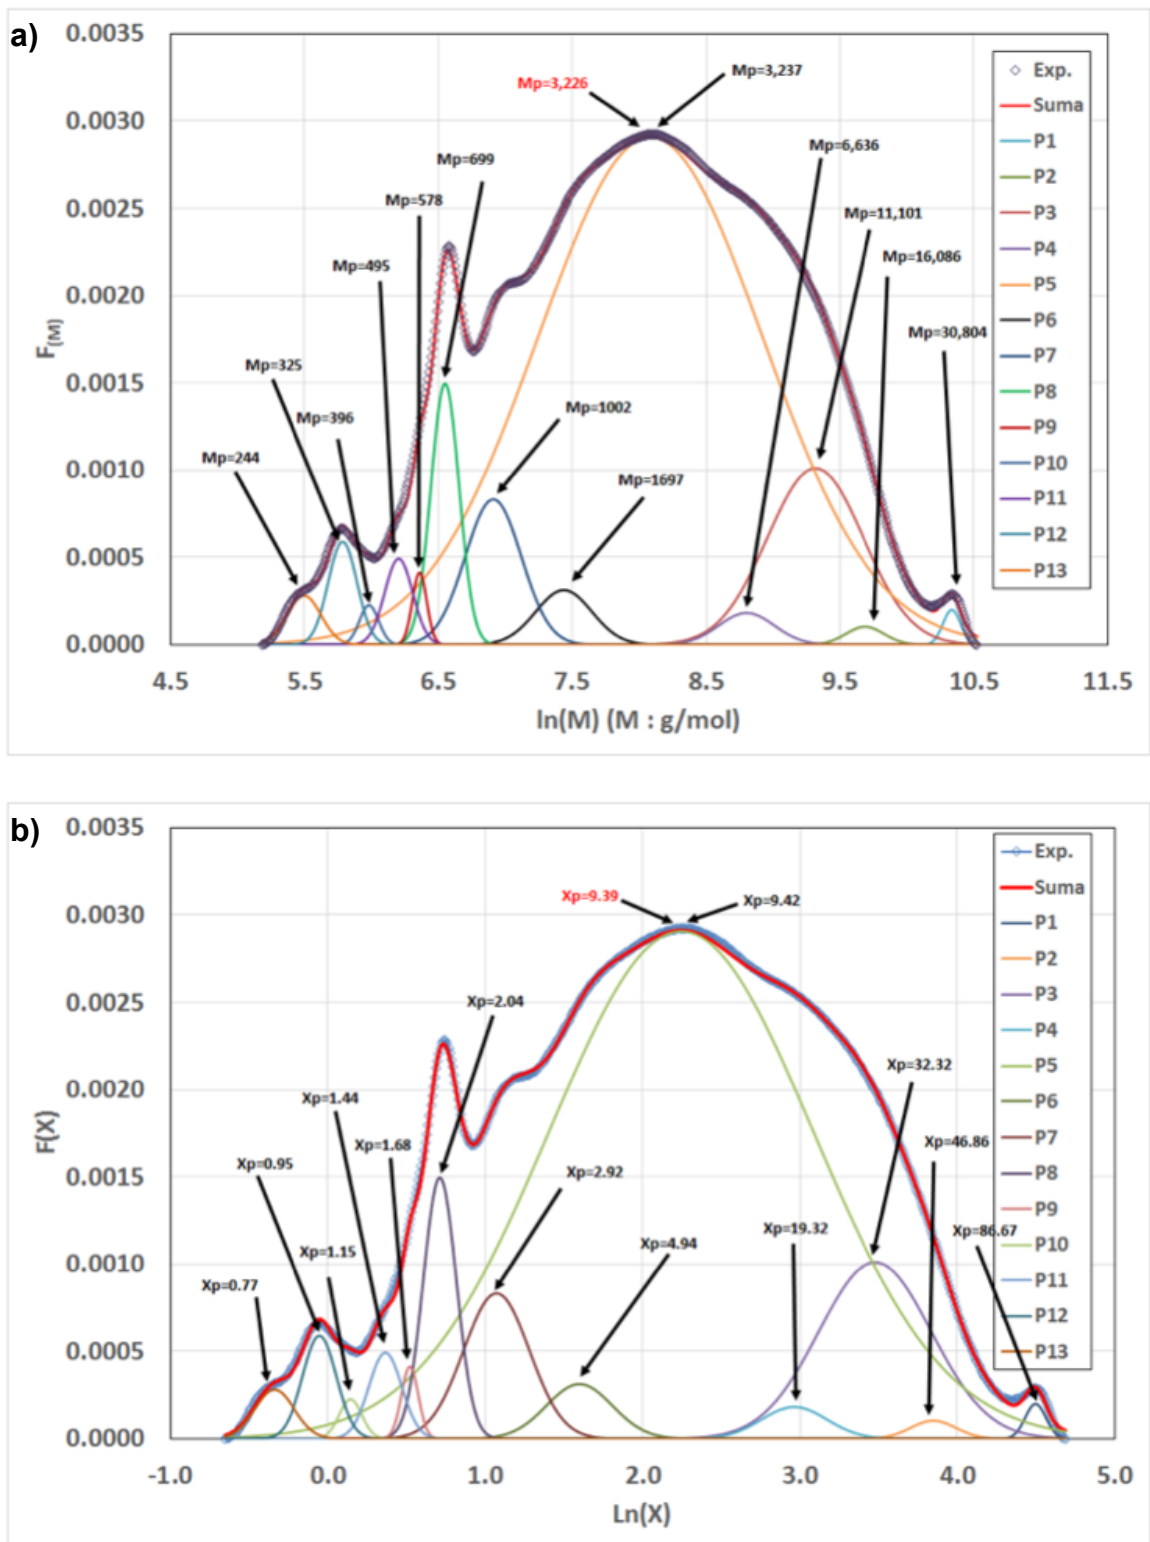 a)
0.0035
0.0030
0.0025
0.0020
0.0015
0.0010
0.0005
0.0000
F(M)
4.5 5.5 6.5 7.5 8.5 9.5 10.5 11.5
ln(M) (M : g/mol)
Mp=3,226
Mp=3,237
Mp=699
Mp=578
Mp=495
Mp=325
Mp=396
Mp=244
Mp=1002
Mp=1697
Mp=6,636
Mp=11,101
Mp=16,086
Mp=30,804
Exp.
Suma
P1
P2
P3
P4
P5
P6
P7
P8
P9
P10
P11
P12
P13
b)
0.0035
0.0030
0.0025
0.0020
0.0015
0.0010
0.0005
0.0000
F(X)
-1.0 0.0 1.0 2.0 3.0 4.0 5.0
Ln(X)
Xp=9.39
Xp=9.42
Xp=2.04
Xp=1.44
Xp=1.68
Xp=0.95
Xp=1.15
Xp=0.77
Xp=2.92
Xp=4.94
Xp=19.32
Xp=32.32
Xp=46.86
Xp=86.67
Exp.
Suma
P1
P2
P3
P4
P5
P6
P7
P8
P9
P10
P11
P12
P13